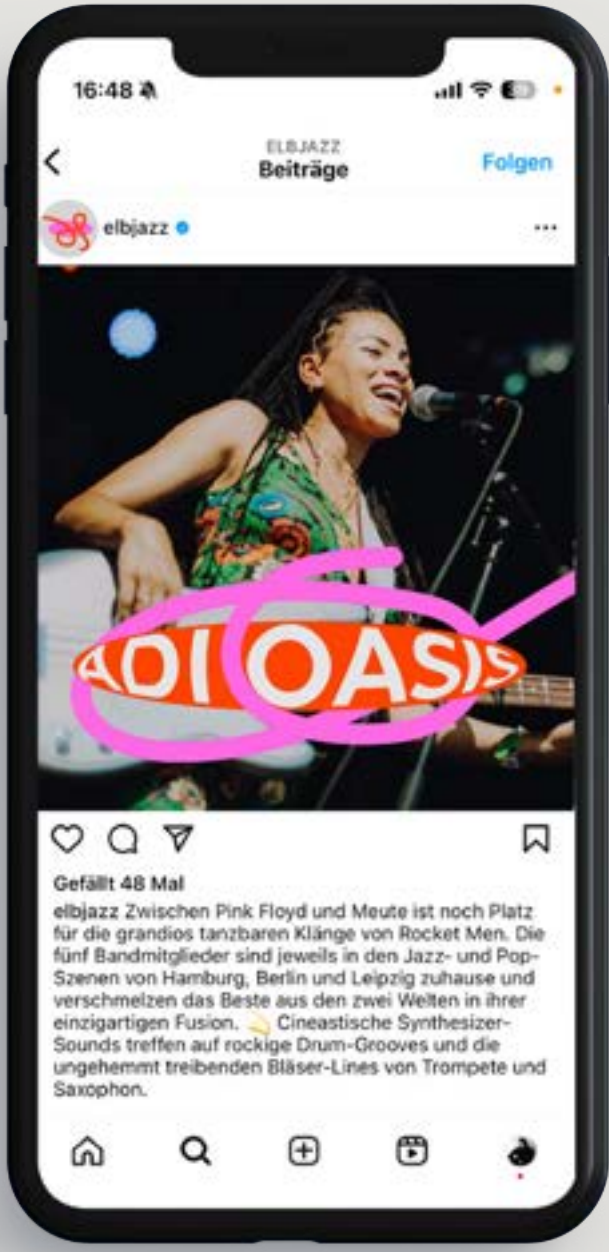 16:48
ELBJAZZ
Beiträge
Folgen
elbjazz
ADI OASIS
Gefällt 48 Mal
elbjazz Zwischen Pink Floyd und Meute ist noch Platz
für die grandios tanzbaren Klänge von Rocket Men. Die
fünf Bandmitglieder sind jeweils in den Jazz- und Pop-
Szenen von Hamburg, Berlin und Leipzig zuhause und
verschmelzen das Beste aus den zwei Welten in ihrer
einzigartigen Fusion. 💫 Cineastische Synthesizer-
Sounds treffen auf rockige Drum-Grooves und die
ungehemmt treibenden Bläser-Lines von Trompete und
Saxophon.